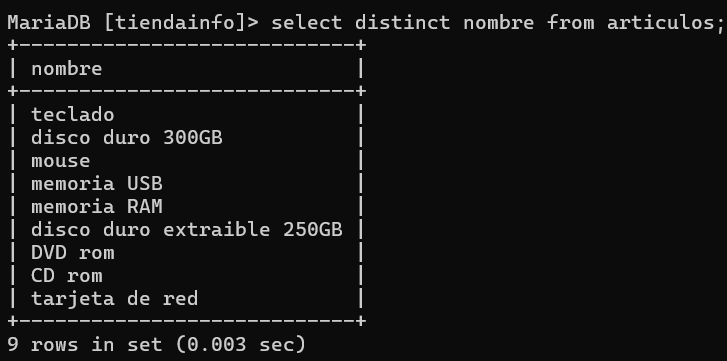 MariaDB [tiendainfo]> select distinct nombre from articulos;
+----------------------------+
| nombre                     |
+----------------------------+
| teclado                    |
| disco duro 300GB           |
| mouse                      |
| memoria USB                |
| memoria RAM                |
| disco duro extraible 250GB |
| DVD rom                    |
| CD rom                     |
| tarjeta de red             |
+----------------------------+
9 rows in set (0.003 sec)